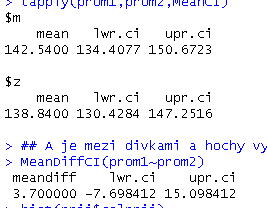 > tapply(prom1,prom2,MeanCI)
$m
mean lwr.ci upr.ci
142.5400 134.4077 150.6723
$z
mean lwr.ci upr.ci
138.8400 130.4284 147.2516
> ## A je mezi divkami a hochy vy
> MeanDiffCI(prom1~prom2)
meandiff lwr.ci upr.ci
3.700000 -7.698412 15.098412